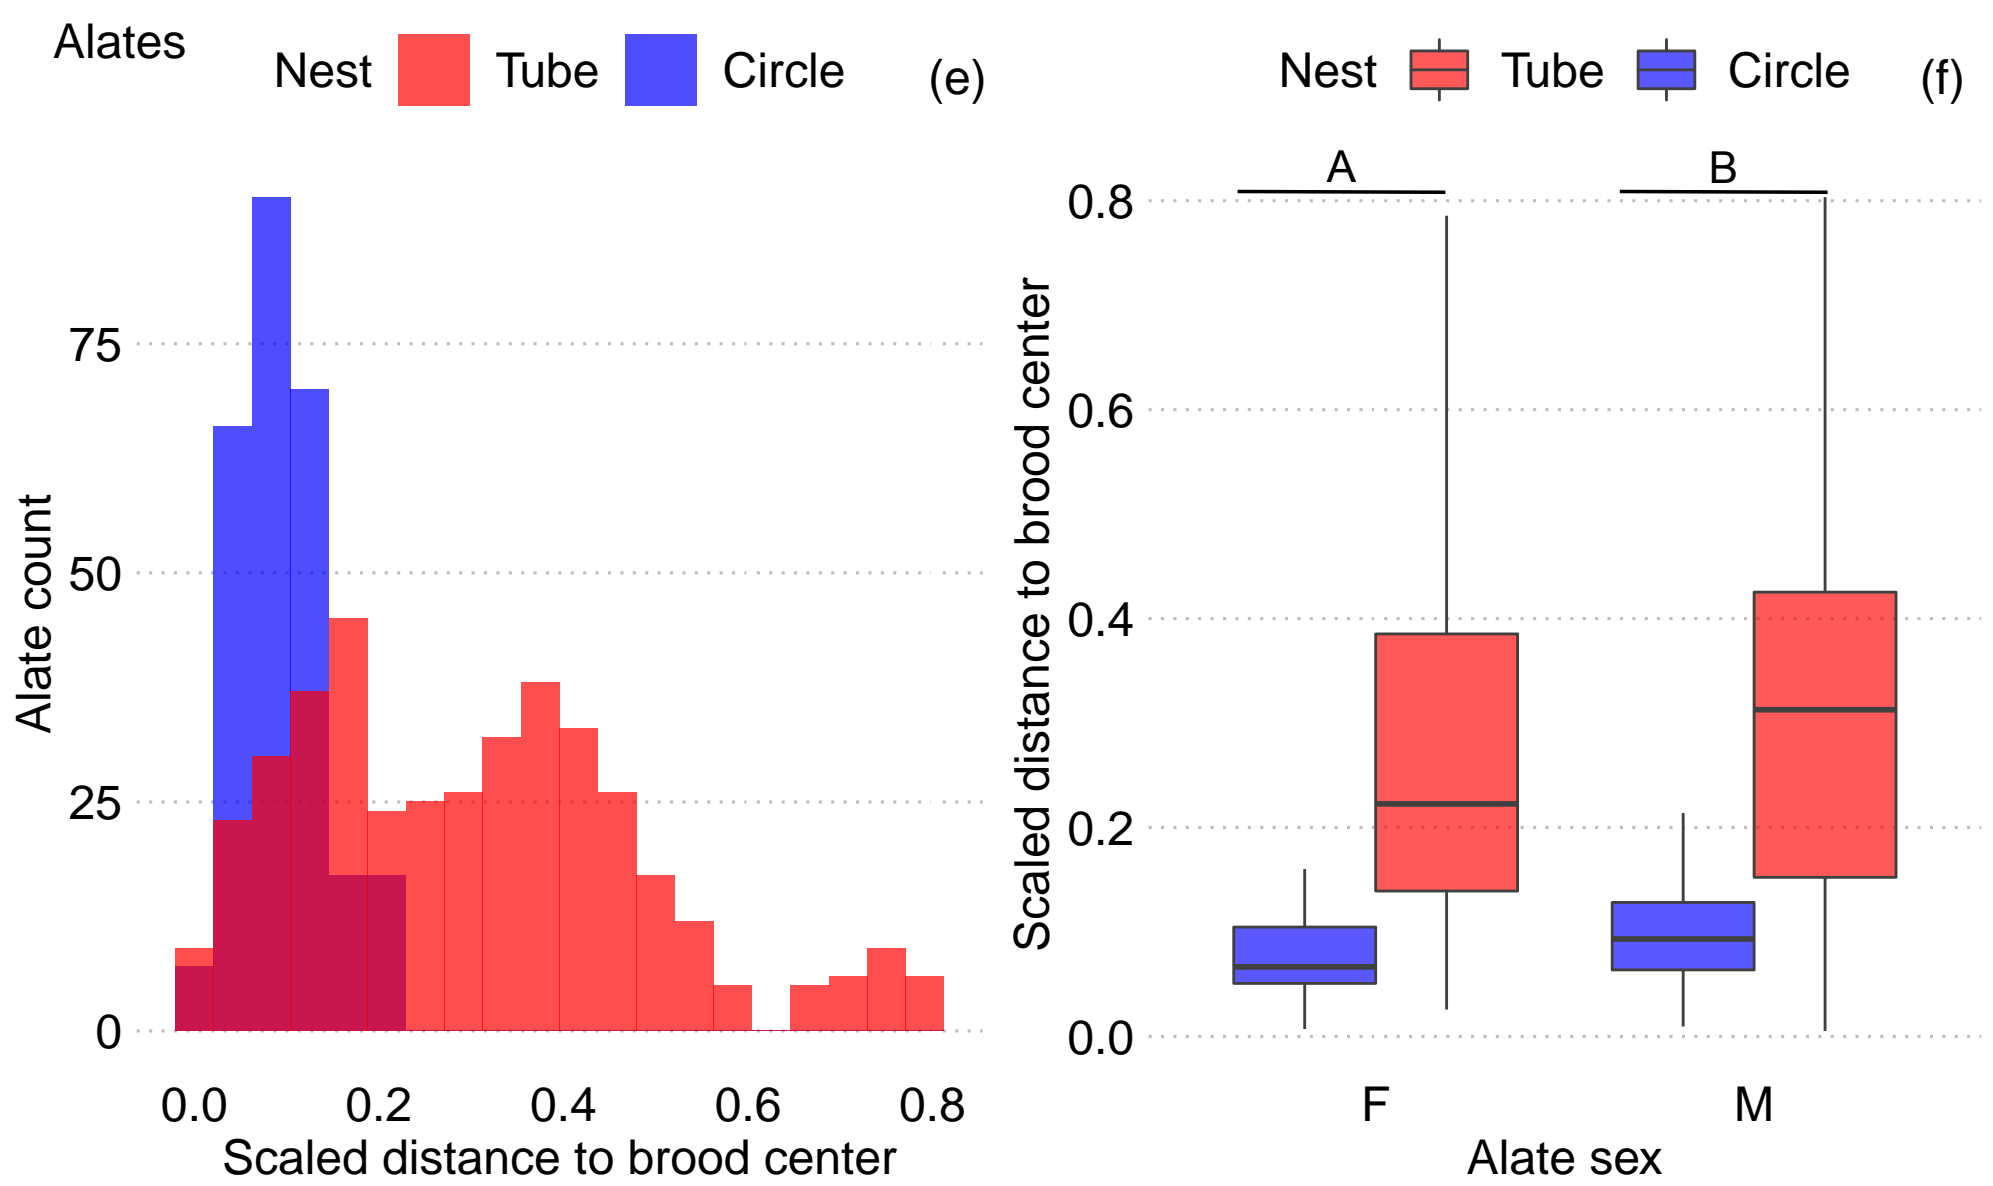 Alates
Nest Tube Circle (e)
75
50
25
0
Alate count
0.0 0.2 0.4 0.6 0.8
Scaled distance to brood center
Nest Tube Circle (f)
A B
0.8
0.6
0.4
0.2
0.0
Scaled distance to brood center
F M
Alate sex